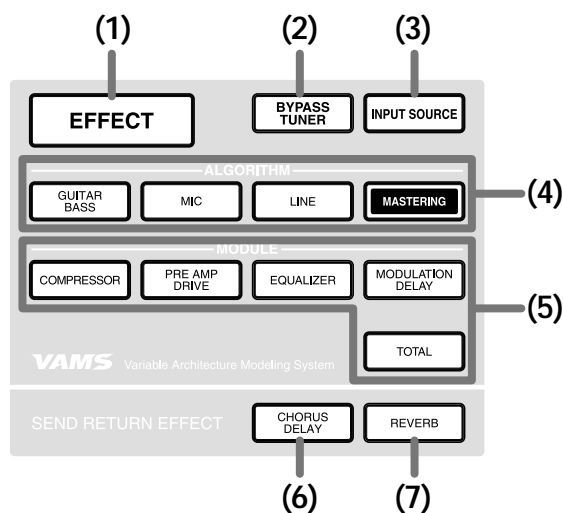 (1) (2) (3)
EFFECT
BYPASS
TUNER
INPUT SOURCE
ALGORITHM
GUITAR
BASS
MIC
LINE
MASTERING
(4)
MODULE
COMPRESSOR
PRE AMP
DRIVE
EQUALIZER
MODULATION
DELAY
(5)
TOTAL
VAMS Variable Architecture Modeling System
SEND RETURN EFFECT
CHORUS
DELAY
REVERB
(6) (7)